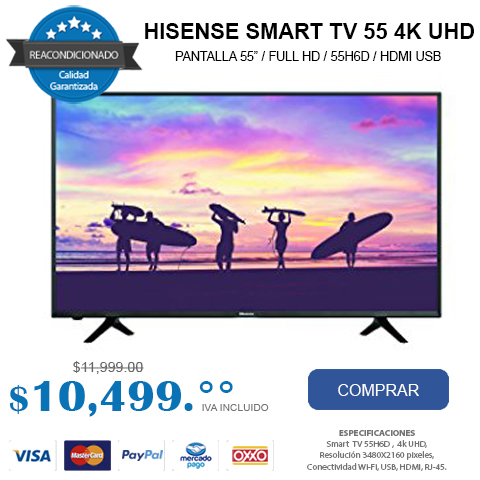 HISENSE SMART TV 55 4K UHD
PANTALLA 55” / FULL HD / 55H6D / HDMI USB
REACONDICIONADO
Calidad
Garantizada
Hisense
$11,999.00
$10,499.°°
IVA INCLUIDO
COMPRAR
VISA
MasterCard
PayPal
mercado
pago
OXXO
ESPECIFICACIONES
Smart TV 55H6D , 4k UHD,
Resolución 3480X2160 pixeles,
Conectividad WI-FI, USB, HDMI, RJ-45.